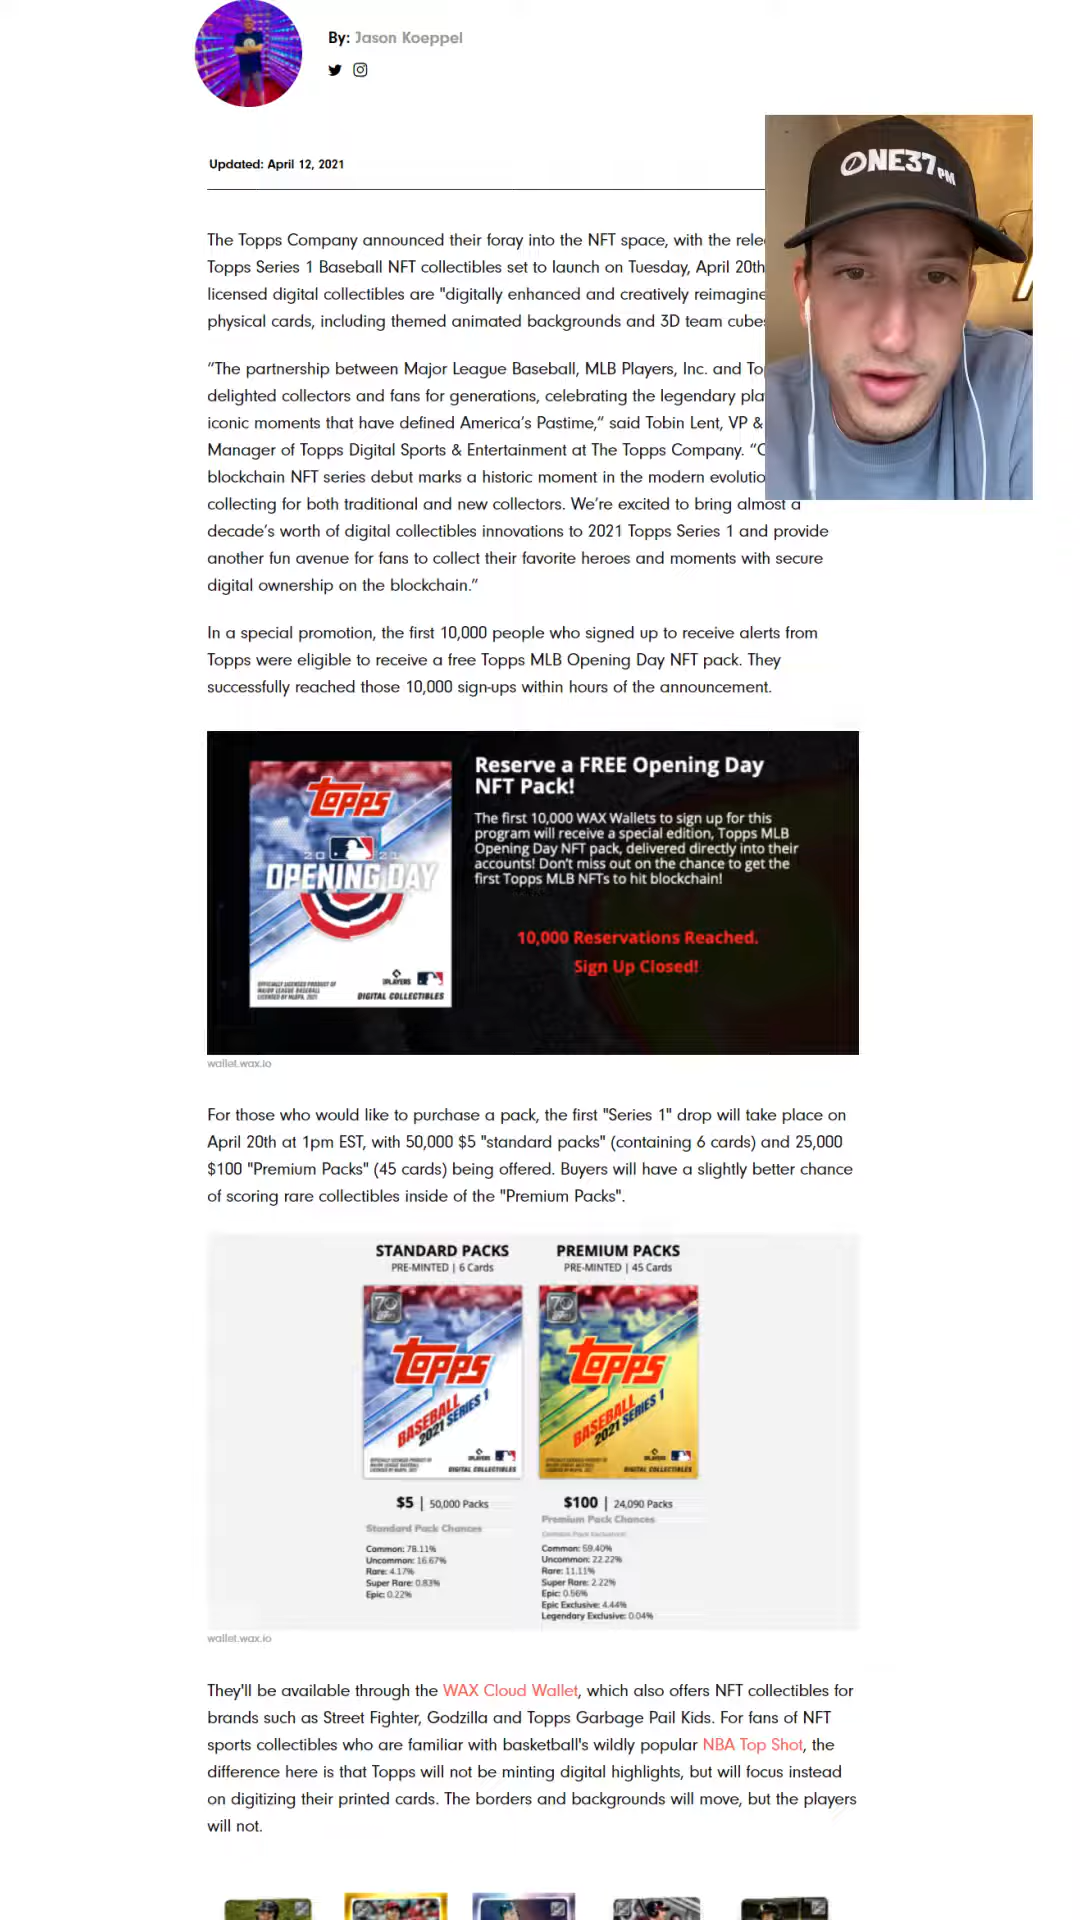 By: Jason Koeppel
Updated: April 12, 2021
ONE37 PM
The Topps Company announced their foray into the NFT space, with the
Topps Series 1 Baseball NFT collectibles set to launch on Tuesday, April 20th
licensed digital collectibles are "digitally enhanced and creatively
physical cards, including themed animated backgrounds and 3D team
“The partnership between Major League Baseball, MLB Players, Inc. and
delighted collectors and fans for generations, celebrating the legendary
iconic moments that have defined America’s Pastime,“ said Tobin Lent, VP &
Manager of Topps Digital Sports & Entertainment at The Topps Company. “
blockchain NFT series debut marks a historic moment in the modern
collecting for both traditional and new collectors. We’re excited to bring almost a
decade’s worth of digital collectibles innovations to 2021 Topps Series 1 and provide
another fun avenue for fans to collect their favorite heroes and moments with secure
digital ownership on the blockchain.”
In a special promotion, the first 10,000 people who signed up to receive alerts from
Topps were eligible to receive a free Topps MLB Opening Day NFT pack. They
successfully reached those 10,000 sign-ups within hours of the announcement.
Reserve a FREE Opening Day
NFT Pack!
The first 10,000 WAX Wallets to sign up for this
program will receive a special edition, Topps MLB
Opening Day NFT pack, delivered directly into their
accounts! Don't miss out on the chance to get the
first Topps MLB NFTs to hit blockchain!
10,000 Reservations Reached.
Sign Up Closed!
Topps
2021
OPENING DAY
OFFICIALLY LICENSED PRODUCT OF
MAJOR LEAGUE BASEBALL
LICENSED BY MLBPA, 2021
PLAYERS
DIGITAL COLLECTIBLES
wallet.wax.io
For those who would like to purchase a pack, the first "Series 1" drop will take place on
April 20th at 1pm EST, with 50,000 $5 "standard packs" (containing 6 cards) and 25,000
$100 "Premium Packs" (45 cards) being offered. Buyers will have a slightly better chance
of scoring rare collectibles inside of the "Premium Packs".
STANDARD PACKS
PRE-MINTED | 6 Cards
70
Topps
BASEBALL
2021 SERIES 1
DIGITAL COLLECTIBLES
$5 | 50,000 Packs
Standard Pack Chances
Common: 78.11%
Uncommon: 16.67%
Rare: 4.17%
Super Rare: 0.83%
Epic: 0.22%
PREMIUM PACKS
PRE-MINTED | 45 Cards
70
Topps
BASEBALL
2021 SERIES 1
DIGITAL COLLECTIBLES
$100 | 24,090 Packs
Premium Pack Chances
Common: 59.40%
Uncommon: 22.22%
Rare: 11.11%
Super Rare: 2.22%
Epic: 0.56%
Epic Exclusive: 4.44%
Legendary Exclusive: 0.04%
wallet.wax.io
They'll be available through the WAX Cloud Wallet, which also offers NFT collectibles for
brands such as Street Fighter, Godzilla and Topps Garbage Pail Kids. For fans of NFT
sports collectibles who are familiar with basketball's wildly popular NBA Top Shot, the
difference here is that Topps will not be minting digital highlights, but will focus instead
on digitizing their printed cards. The borders and backgrounds will move, but the players
will not.